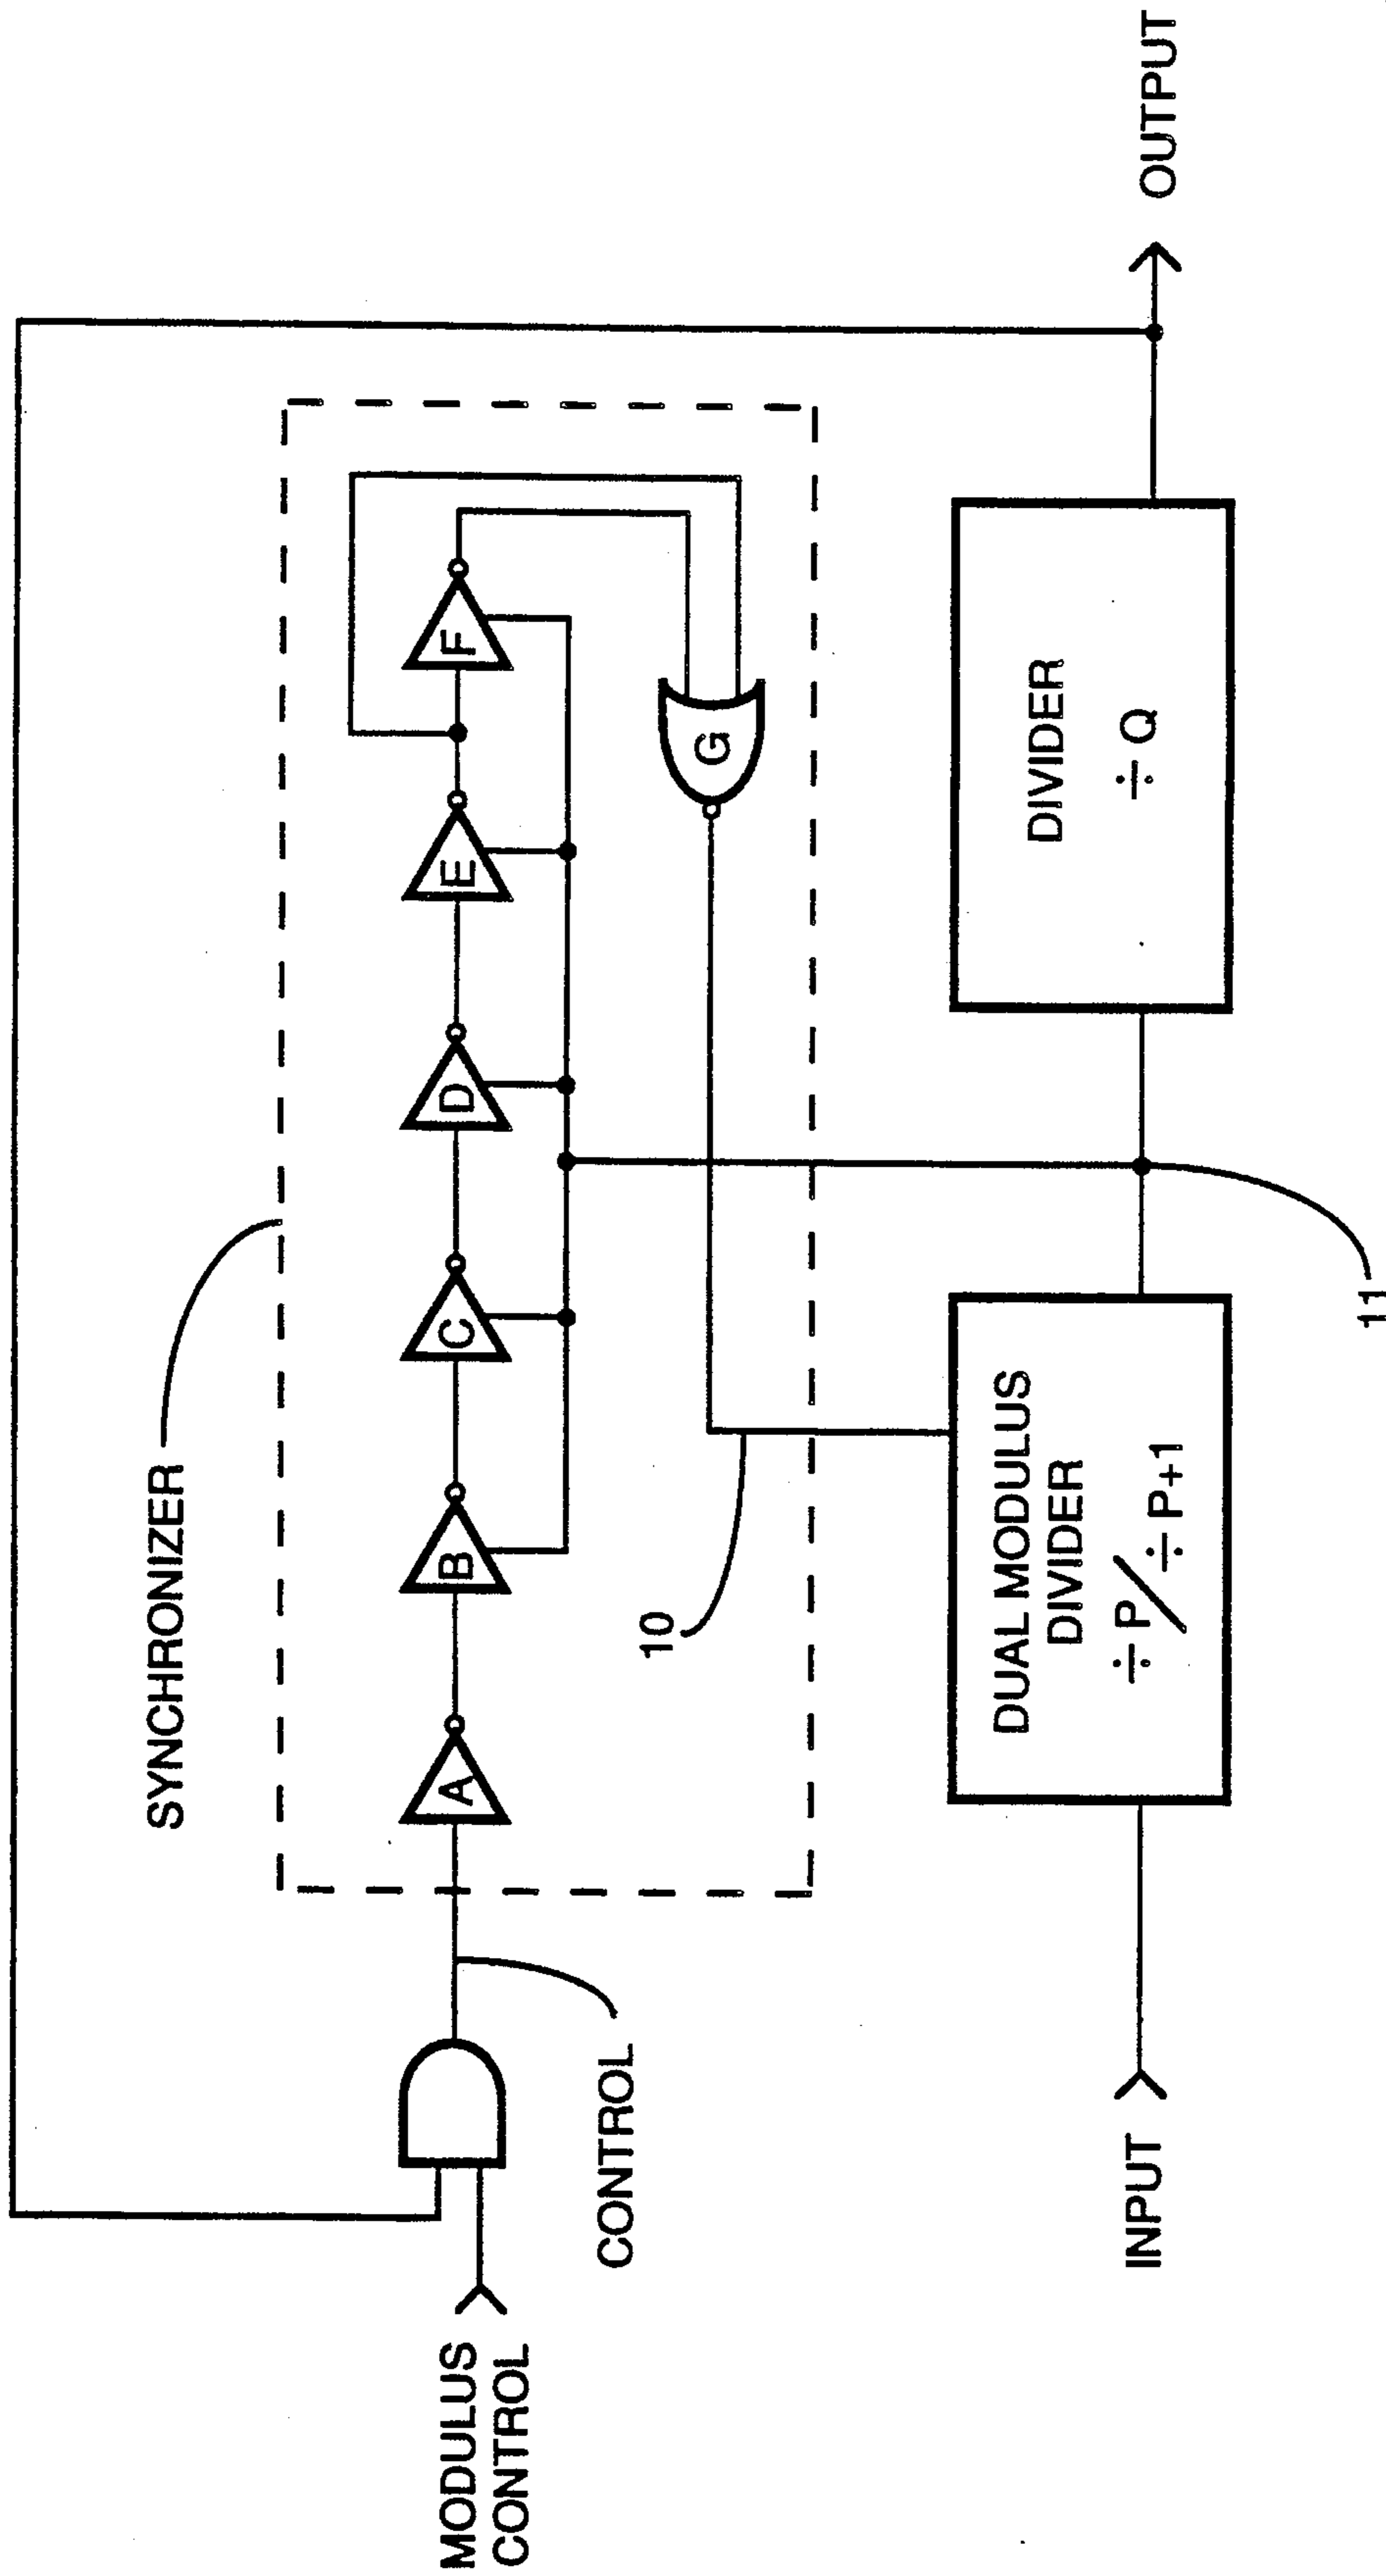 SYNCHRONIZER
MODULUS
CONTROL
CONTROL
A
B
C
D
E
F
G
10
INPUT
DUAL MODULUS
DIVIDER
÷P/÷P+1
11
DIVIDER
÷Q
OUTPUT